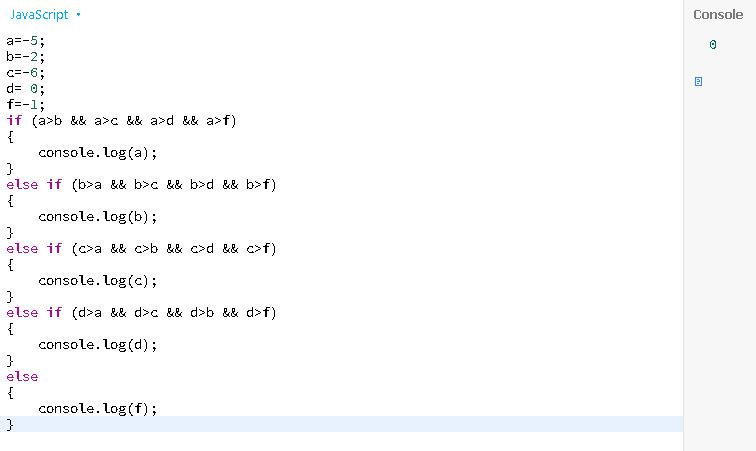 JavaScript
Console
a=-5;
b=-2;
c=-6;
d= 0;
f=-1;
if (a>b && a>c && a>d && a>f)
{
    console.log(a);
}
else if (b>a && b>c && b>d && b>f)
{
    console.log(b);
}
else if (c>a && c>b && c>d && c>f)
{
    console.log(c);
}
else if (d>a && d>c && d>b && d>f)
{
    console.log(d);
}
else
{
    console.log(f);
}
0